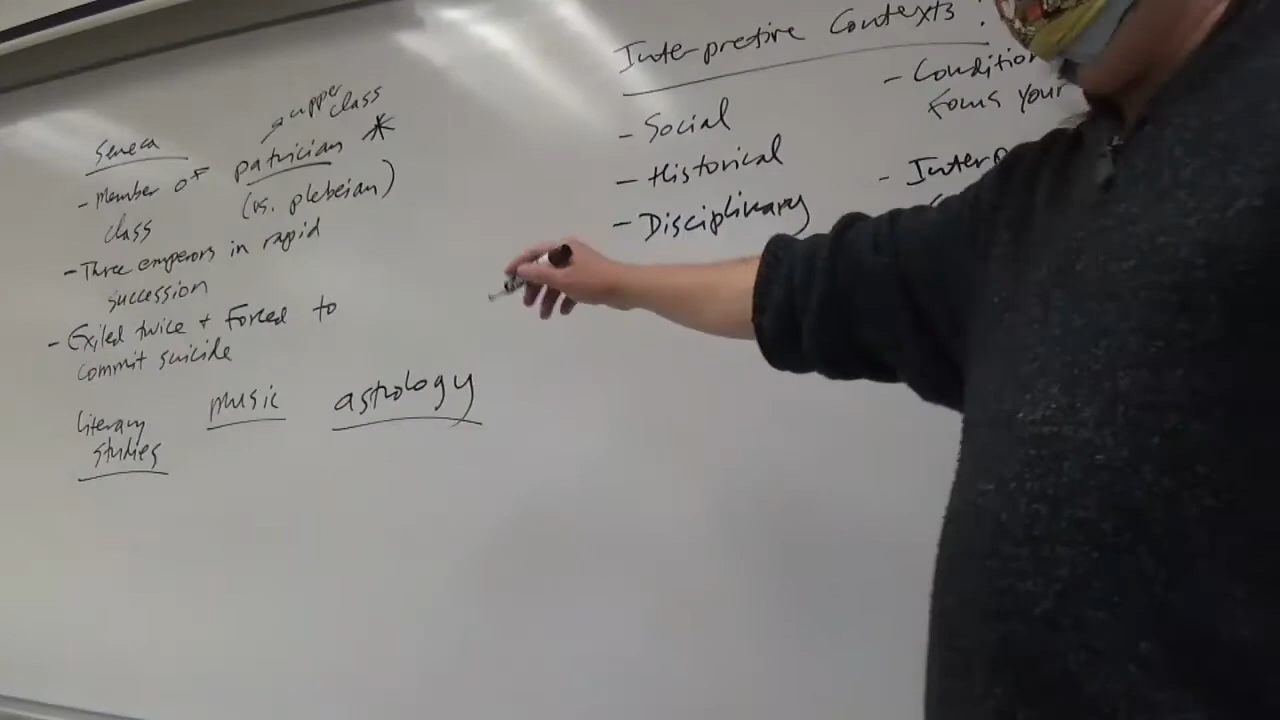 Seneca
→ upper class
- Member of patrician *
class (vs. plebeian)
- Three emperors in rapid
succession
- Exiled twice + Forced to
commit suicide
literary
studies
music
astrology
Interpretive Contexts:
- Social
- Historical
- Disciplinary
- Condition
Focus your
- Interp